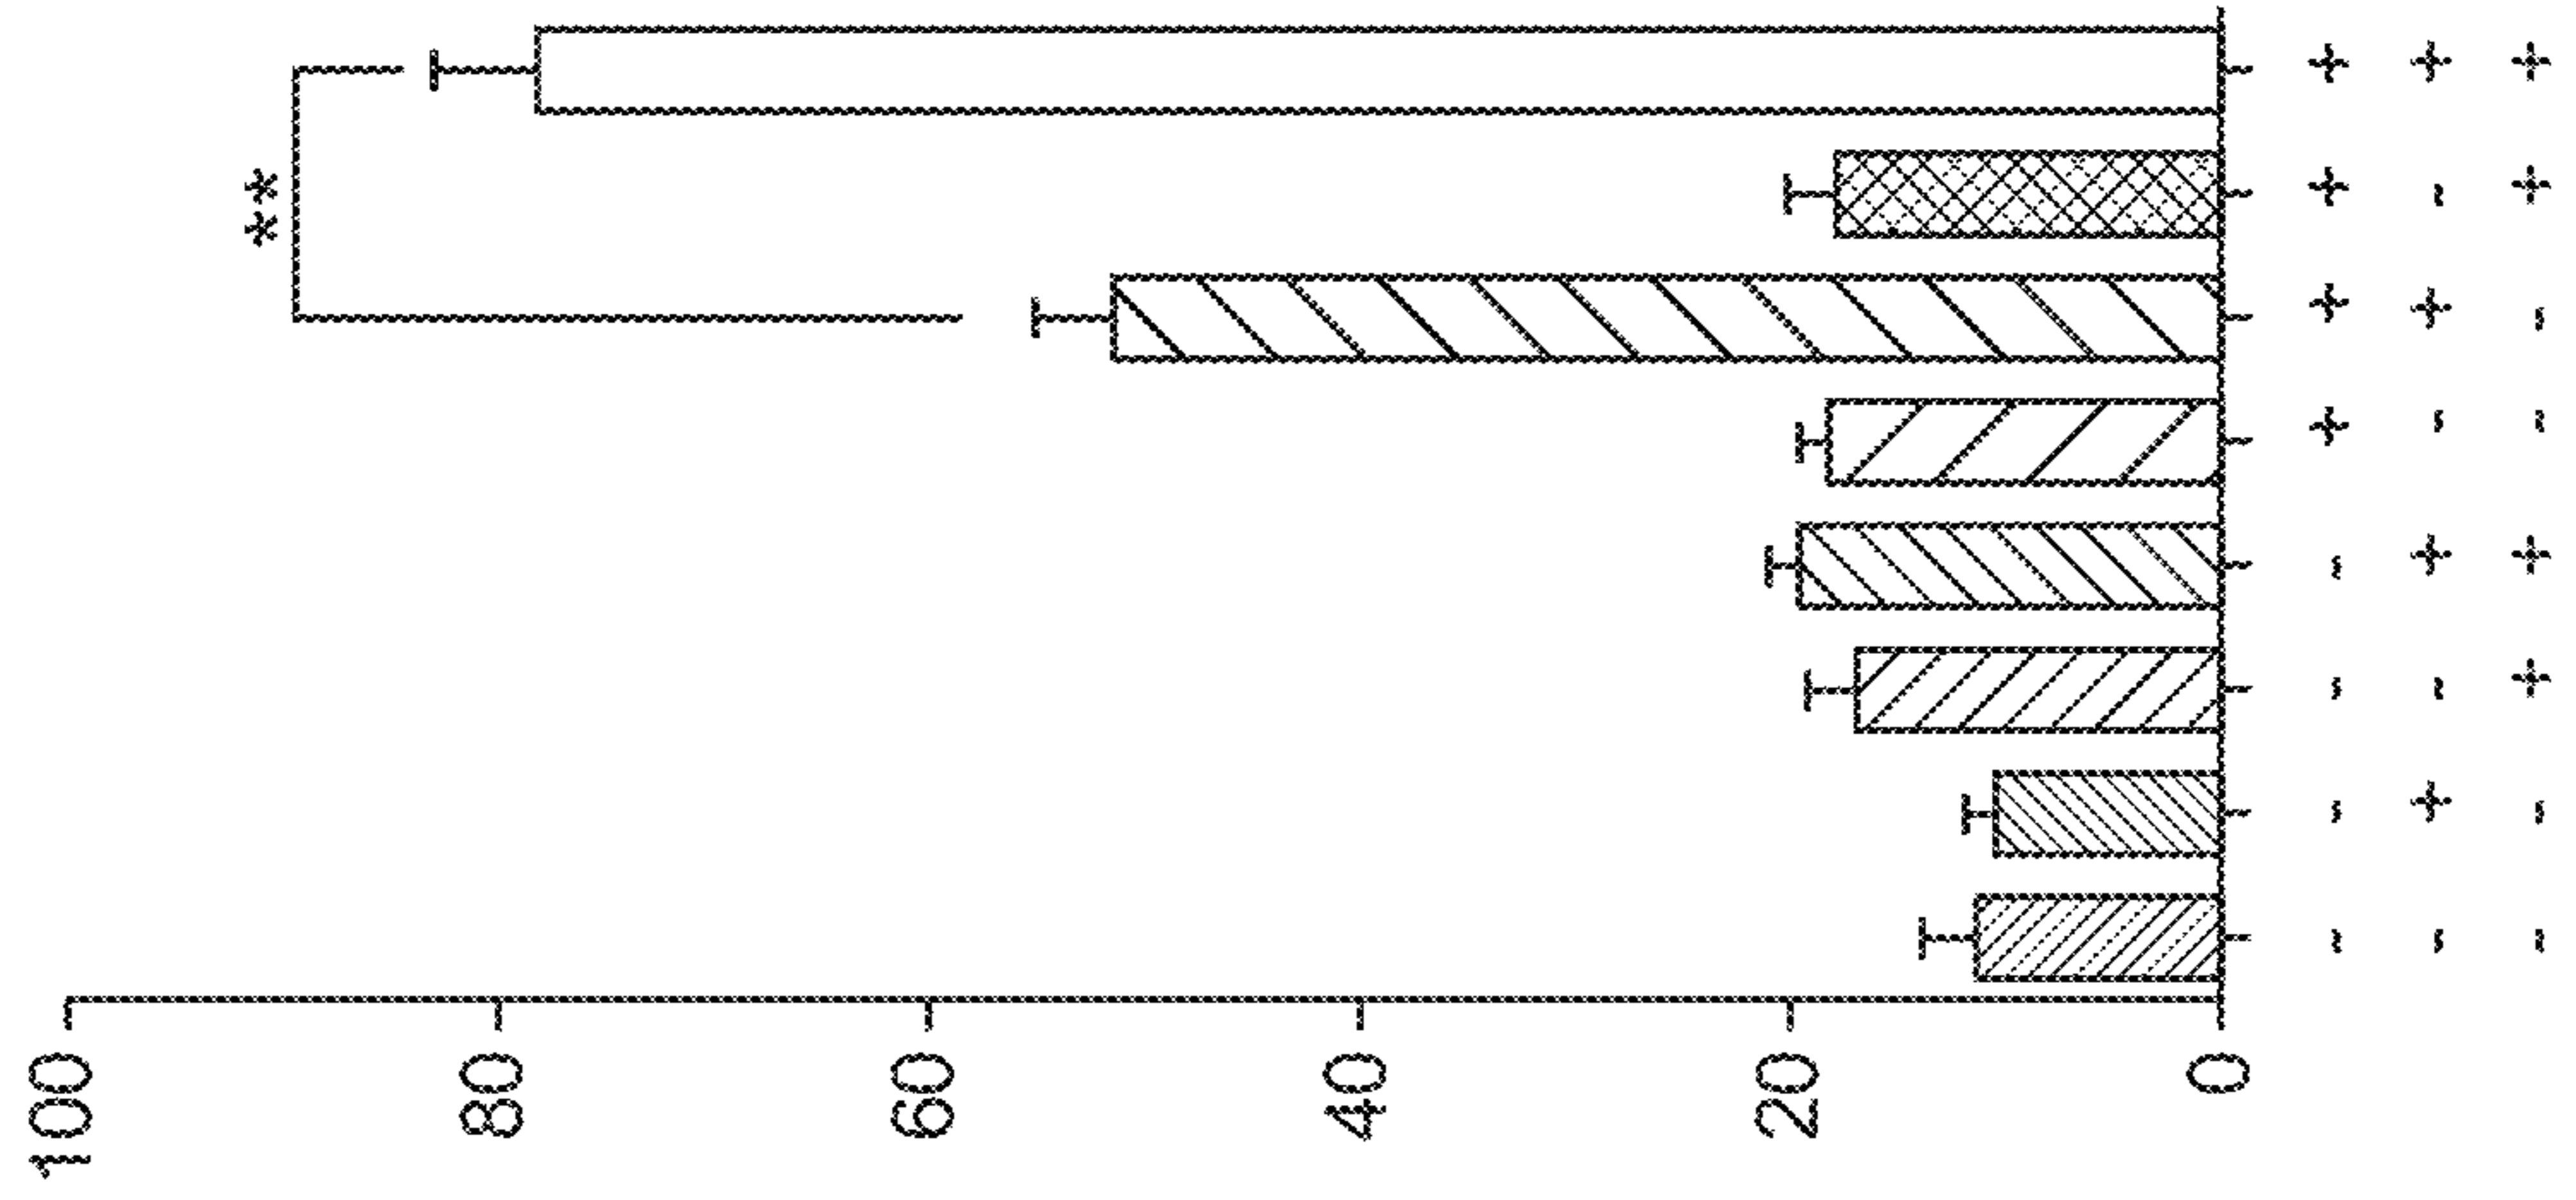 100
**
80
60
40
20
0
- - - - + + + +
- + - + - + - +
- - + + - - + +